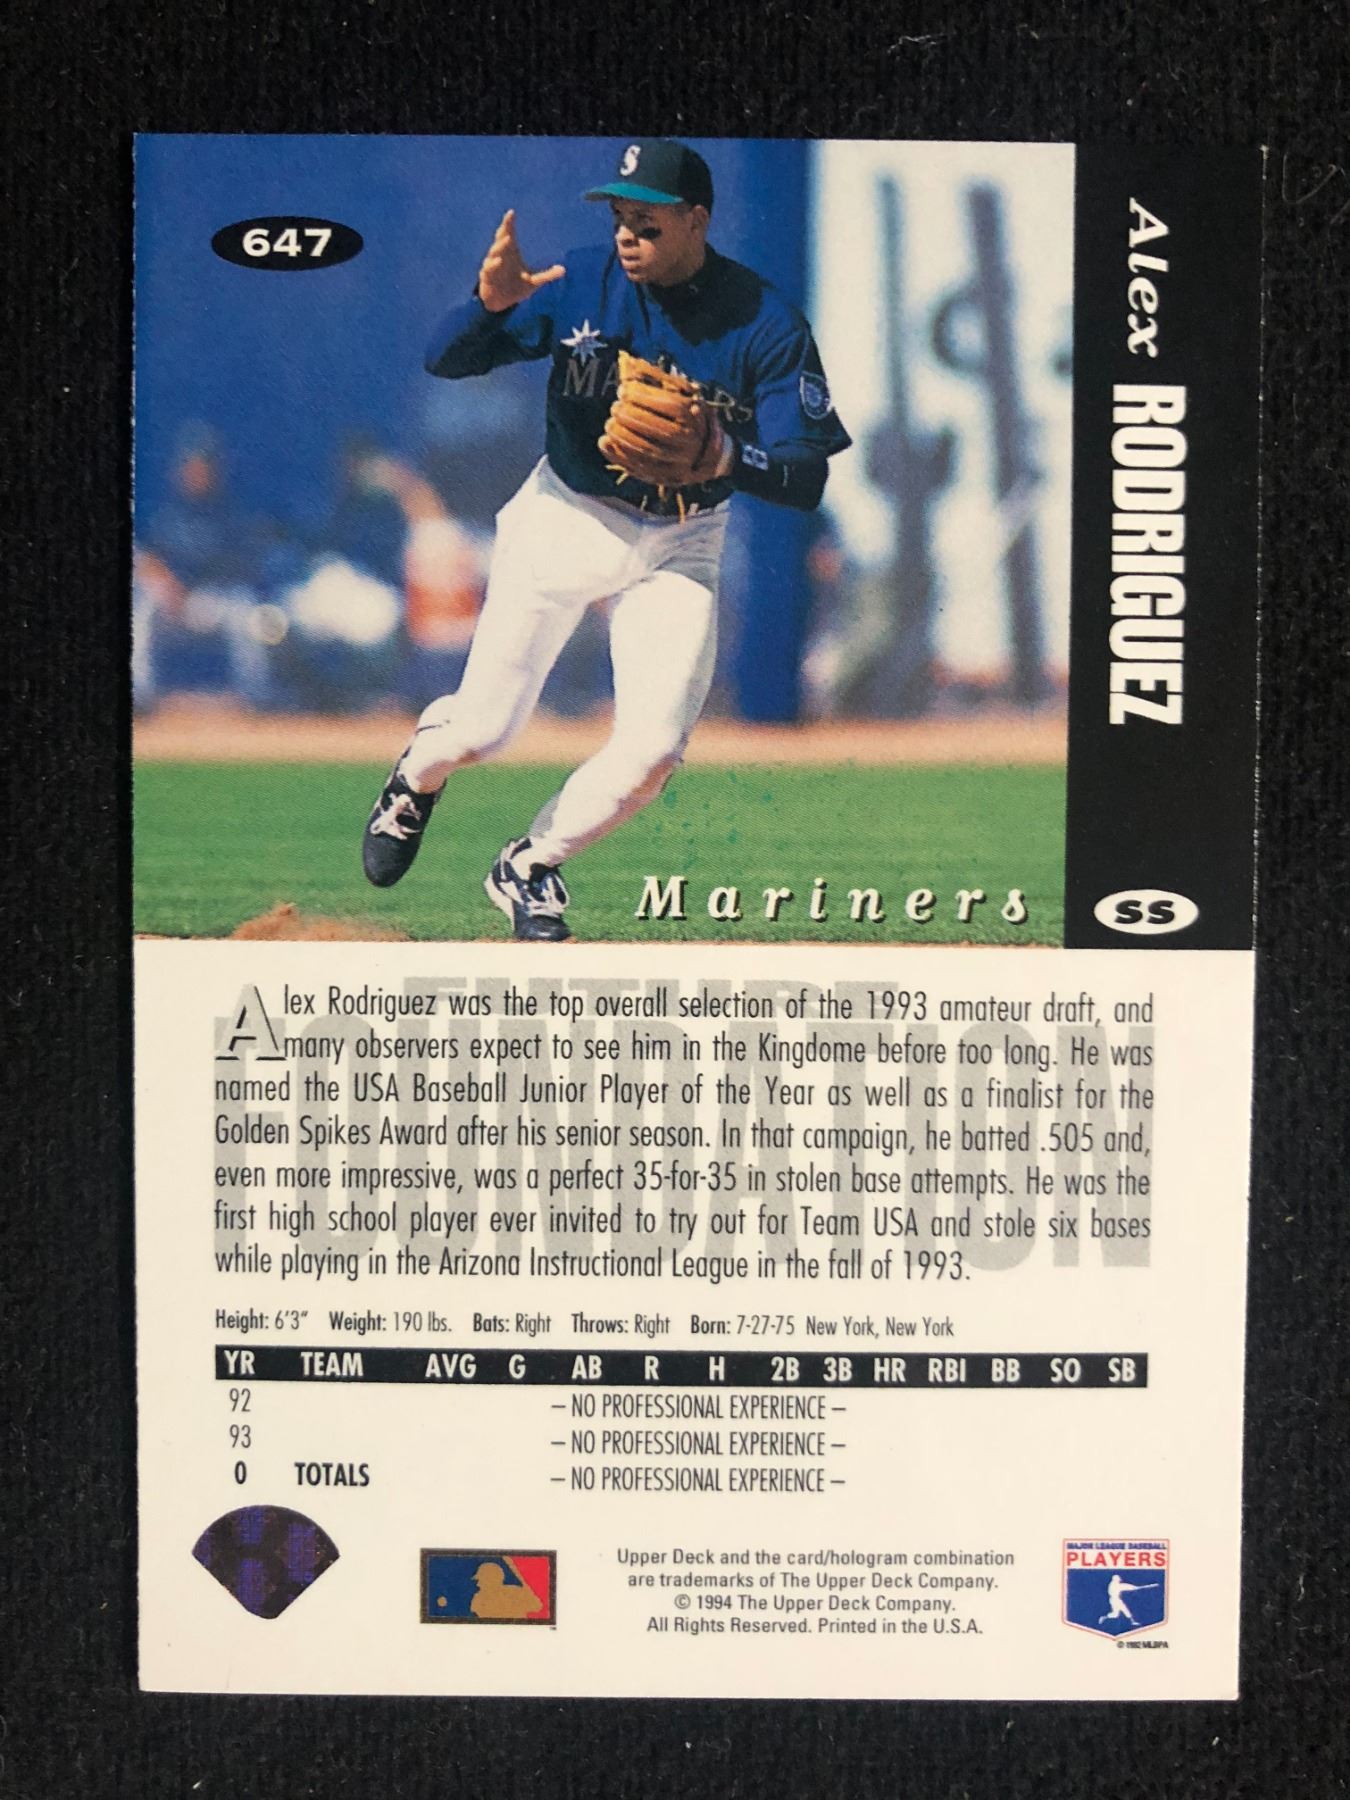 647
S
MARINERS
Alex RODRIGUEZ
SS
Mariners
FUTURE
FOUNDATION
Alex Rodriguez was the top overall selection of the 1993 amateur draft, and
many observers expect to see him in the Kingdome before too long. He was
named the USA Baseball Junior Player of the Year as well as a finalist for the
Golden Spikes Award after his senior season. In that campaign, he batted .505 and,
even more impressive, was a perfect 35-for-35 in stolen base attempts. He was the
first high school player ever invited to try out for Team USA and stole six bases
while playing in the Arizona Instructional League in the fall of 1993.
Height: 6'3" Weight: 190 lbs. Bats: Right Throws: Right Born: 7-27-75 New York, New York
YR TEAM AVG G AB R H 2B 3B HR RBI BB SO SB
92 – NO PROFESSIONAL EXPERIENCE –
93 – NO PROFESSIONAL EXPERIENCE –
0 TOTALS – NO PROFESSIONAL EXPERIENCE –
Upper Deck and the card/hologram combination
are trademarks of The Upper Deck Company.
© 1994 The Upper Deck Company.
All Rights Reserved. Printed in the U.S.A.
MAJOR LEAGUE BASEBALL
PLAYERS
© 1992 MLBPA